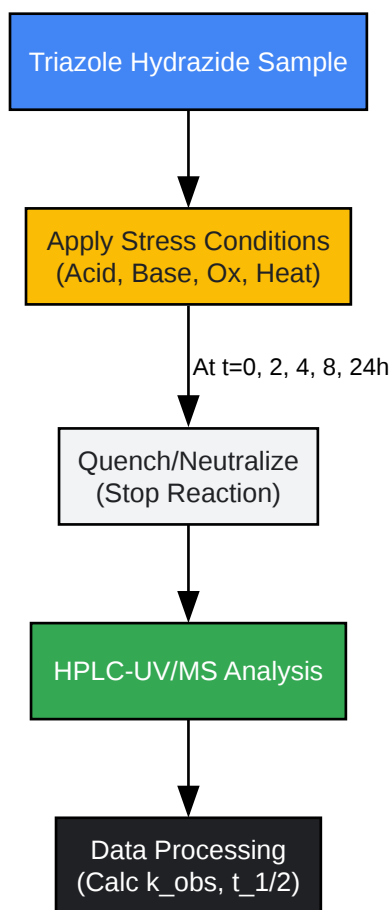 Triazole Hydrazide Sample
Apply Stress Conditions
(Acid, Base, Ox, Heat)
At t=0, 2, 4, 8, 24h
Quench/Neutralize
(Stop Reaction)
HPLC-UV/MS Analysis
Data Processing
(Calc k_obs, t_1/2)